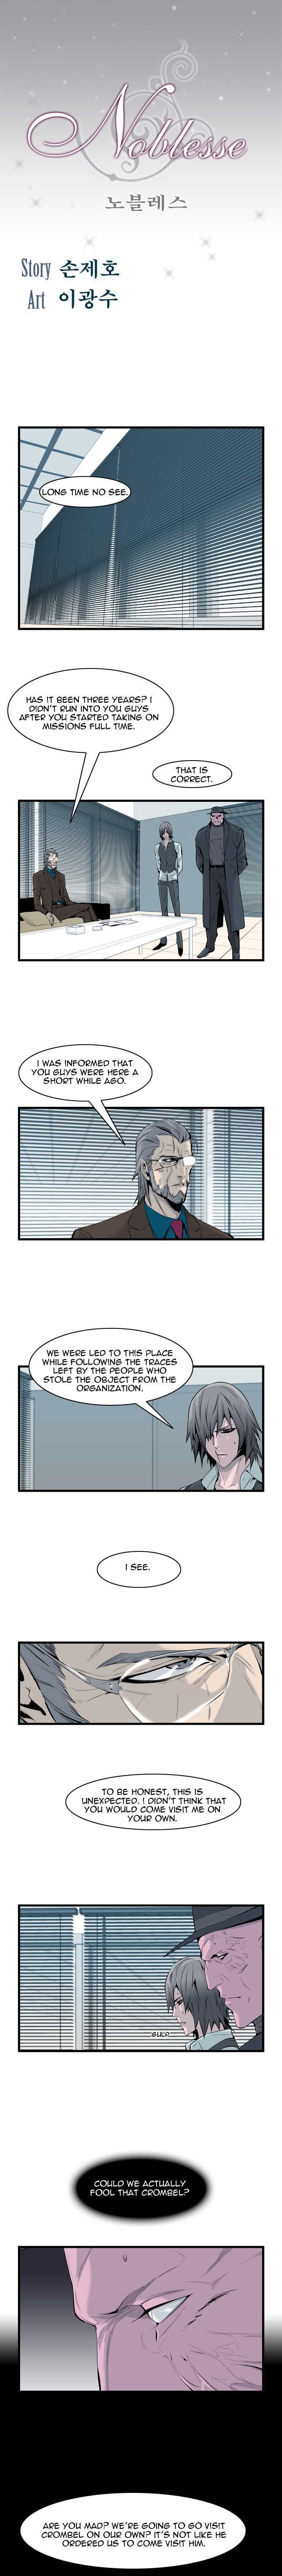 Noblesse
노블레스
Story 손제호
Art 이광수
LONG TIME NO SEE.
HAS IT BEEN THREE YEARS? I
DIDN'T RUN INTO YOU GUYS
AFTER YOU STARTED TAKING ON
MISSIONS FULL TIME.
THAT IS
CORRECT.
I WAS INFORMED THAT
YOU GUYS WERE HERE A
SHORT WHILE AGO.
WE WERE LED TO THIS PLACE
WHILE FOLLOWING THE TRACES
LEFT BY THE PEOPLE WHO
STOLE THE OBJECT FROM THE
ORGANIZATION.
I SEE.
TO BE HONEST, THIS IS
UNEXPECTED. I DIDN'T THINK THAT
YOU WOULD COME VISIT ME ON
YOUR OWN.
GULP
COULD WE ACTUALLY
FOOL THAT CROMBEL?
ARE YOU MAD? WE'RE GOING TO GO VISIT
CROMBEL ON OUR OWN? IT'S NOT LIKE HE
ORDERED US TO COME VISIT HIM.